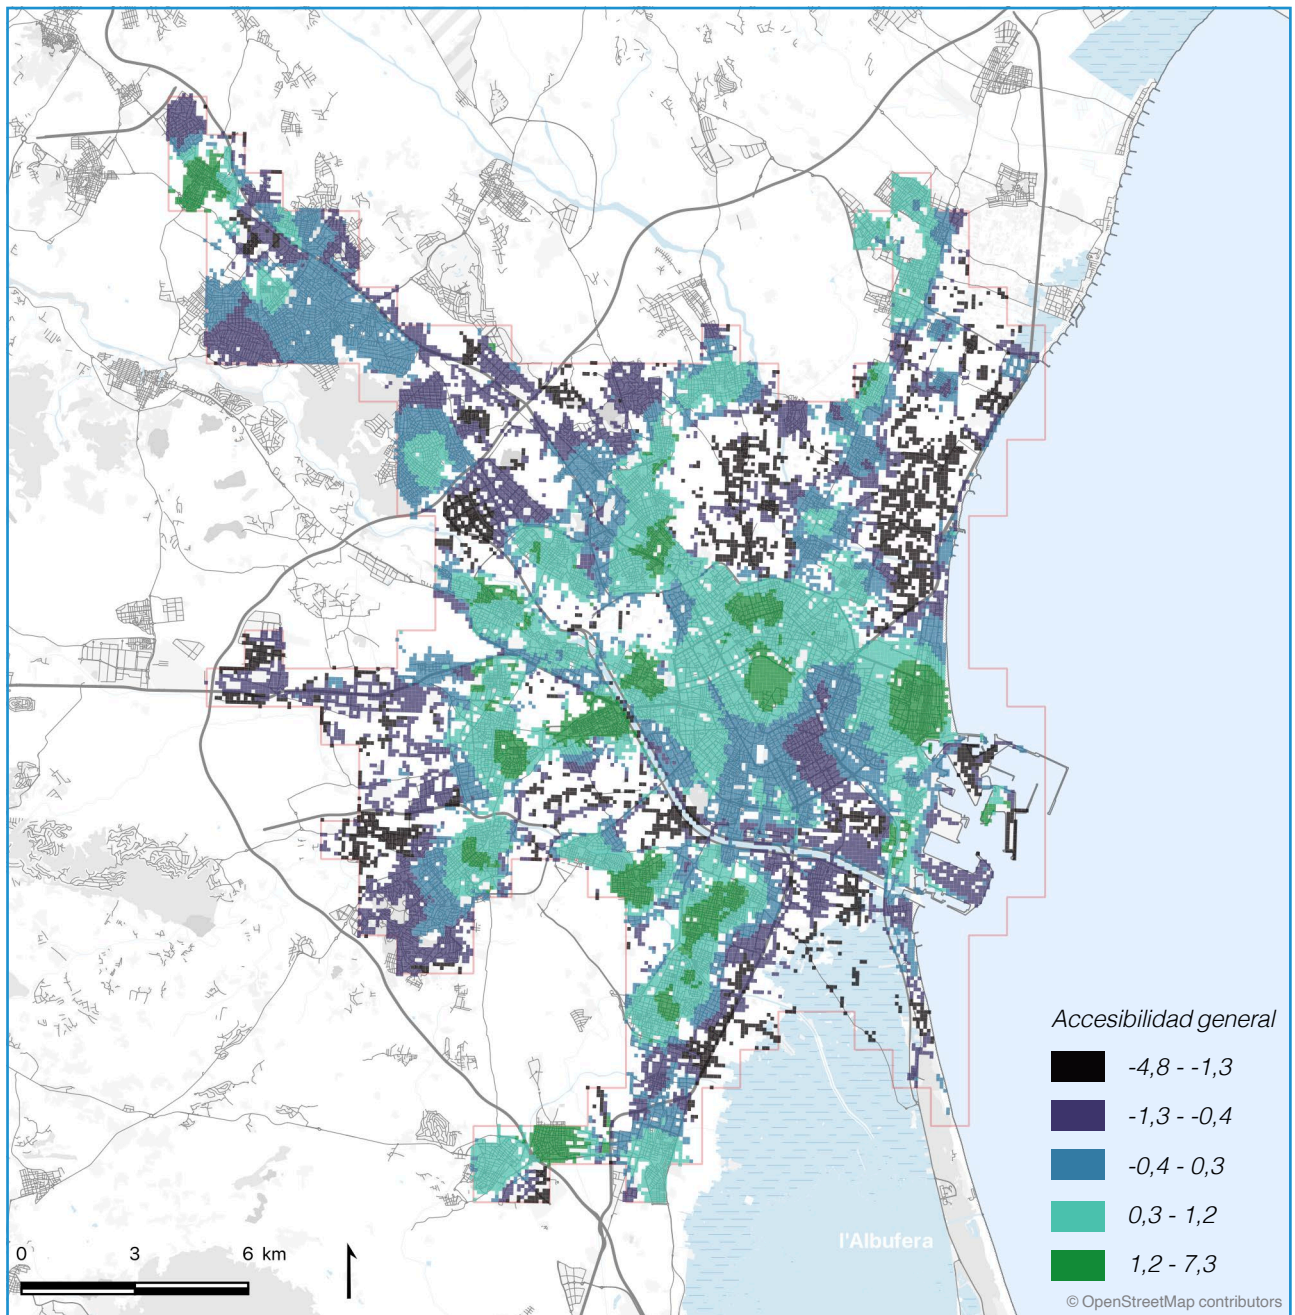 Accesibilidad general
-4,8 - -1,3
-1,3 - -0,4
-0,4 - 0,3
0,3 - 1,2
1,2 - 7,3
l'Albufera
0 3 6 km
© OpenStreetMap contributors